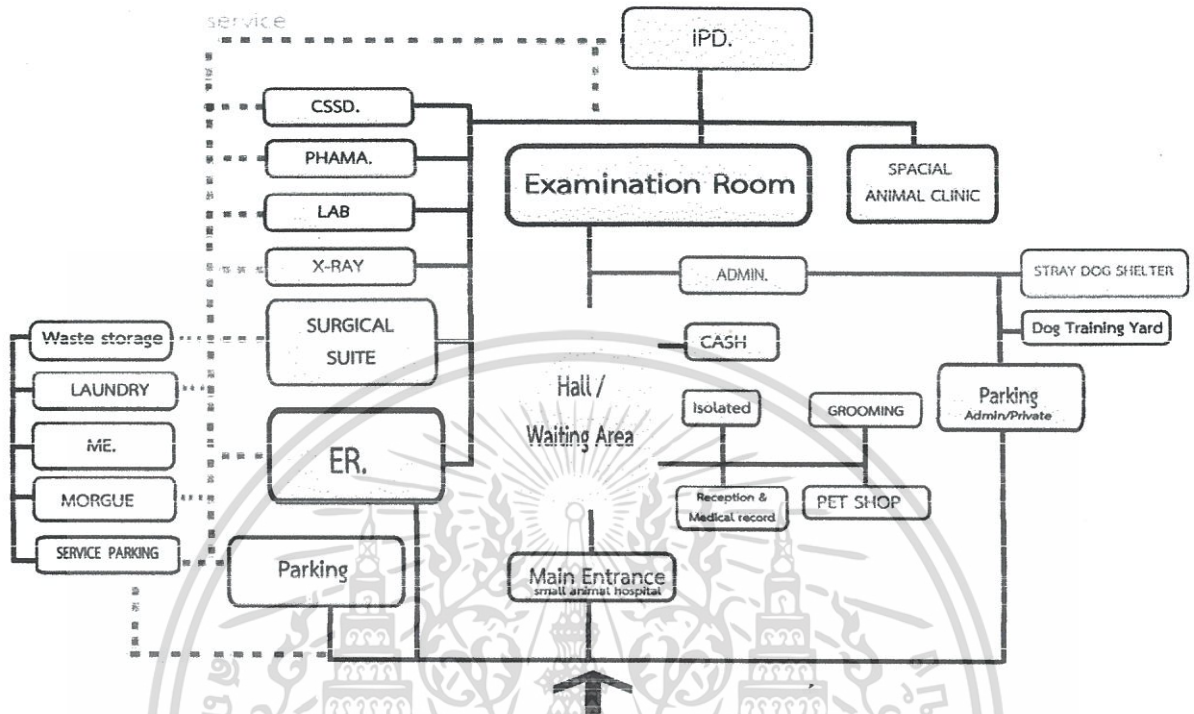 service
iPD.
CSSD.
PHAMA.
LAB
X-RAY
SURGICAL
SUITE
ER.
Examination Room
SPACIAL
ANIMAL CLINIC
ADMIN.
STRAY DOG SHELTER
Dog Training Yard
CASH
Parking
Admin/Private
Hall /
Waiting Area
Isolated
GROOMING
Reception &
Medical record
PET SHOP
Waste storage
LAUNDRY
ME.
MORGUE
SERVICE PARKING
Parking
Main Entrance
small animal hospital